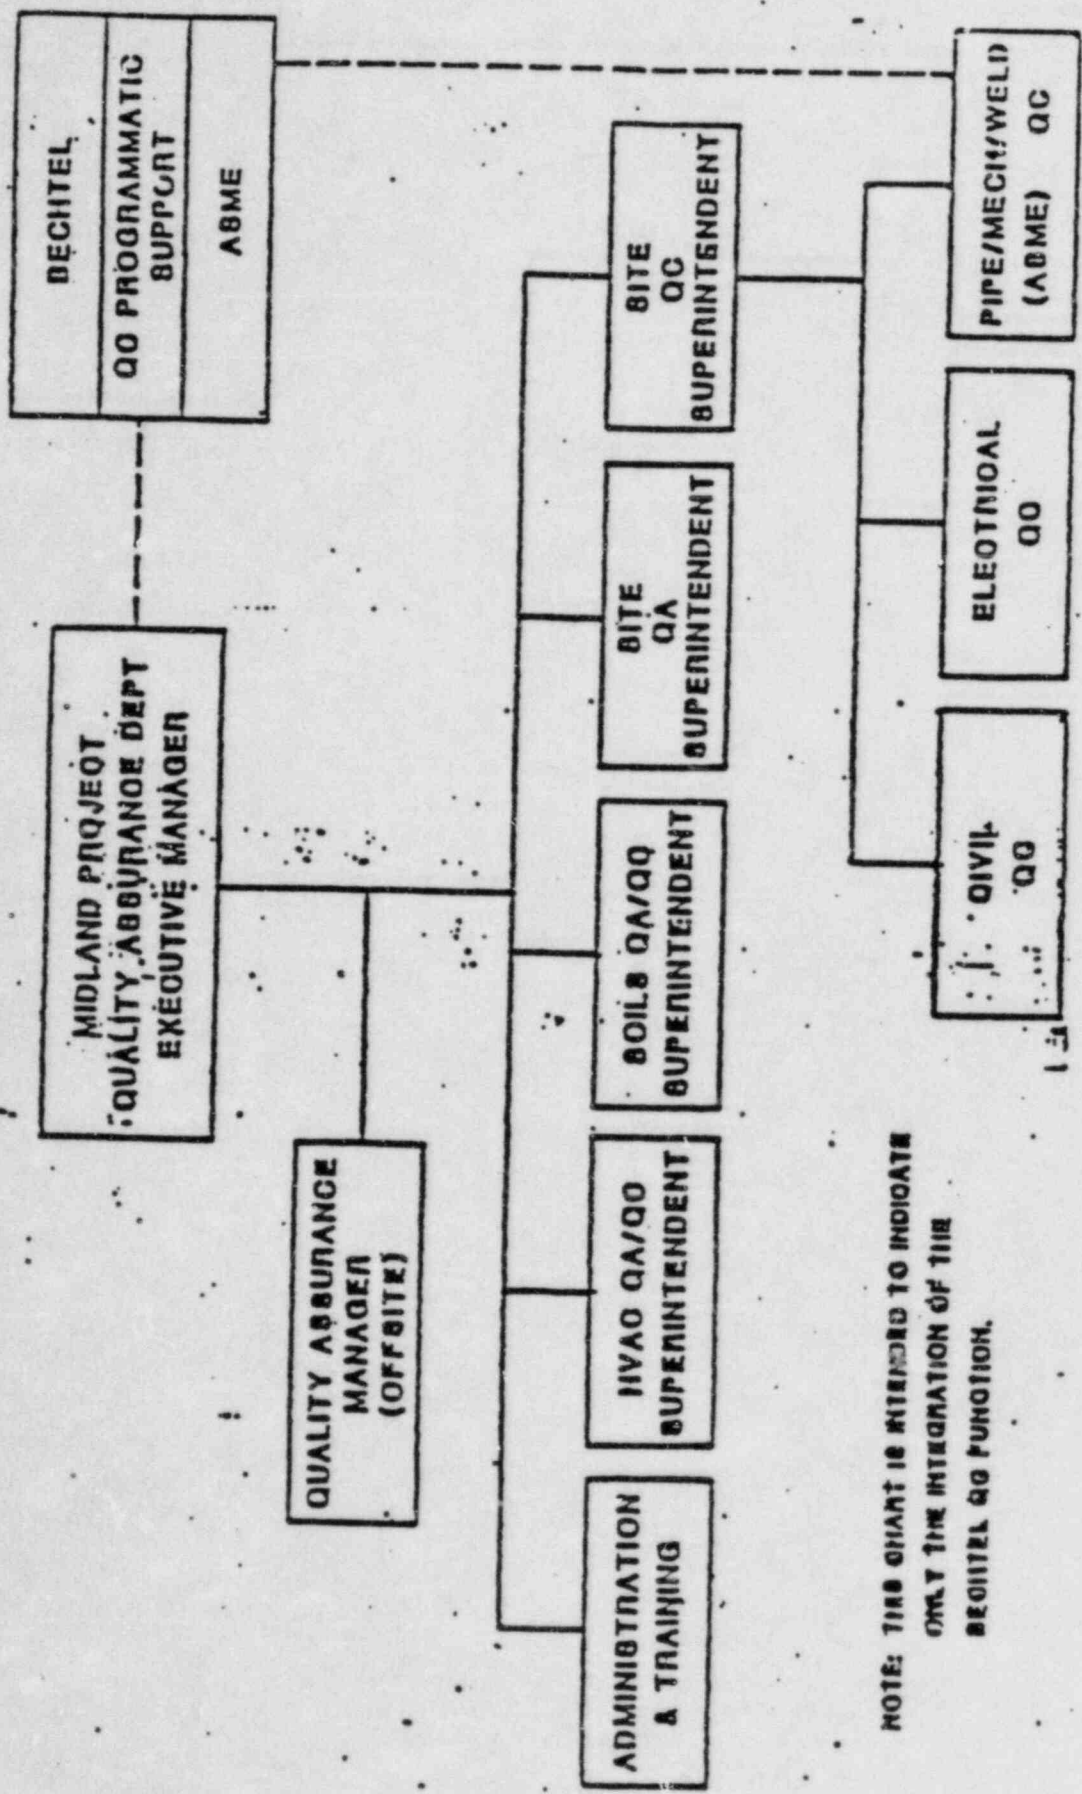 MIDLAND PROJECT
QUALITY ASSURANCE DEPT
EXECUTIVE MANAGER
BECHTEL
QC PROGRAMMATIC
SUPPORT
ASME
QUALITY ASSURANCE
MANAGER
(OFFSITE)
ADMINISTRATION
& TRAINING
HVAC QA/QC
SUPERINTENDENT
SOILS QA/QC
SUPERINTENDENT
SITE
QA
SUPERINTENDENT
SITE
QC
SUPERINTENDENT
CIVIL
QC
ELECTRICAL
QC
PIPE/MECH/WELD
(ASME) QC
NOTE: THIS CHART IS INTENDED TO INDICATE
ONLY THE INTEGRATION OF THE
BECHTEL QC FUNCTION.